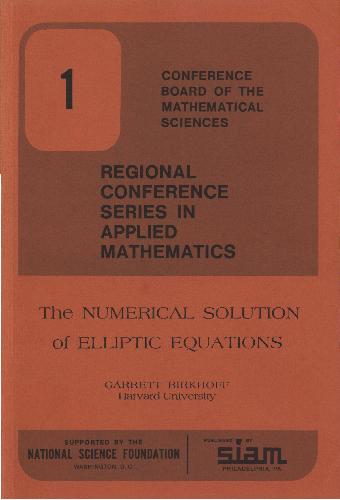 1
CONFERENCE
BOARD OF THE
MATHEMATICAL
SCIENCES
REGIONAL
CONFERENCE
SERIES IN
APPLIED
MATHEMATICS
The NUMERICAL SOLUTION
of ELLIPTIC EQUATIONS
GARRETT BIRKHOFF
Harvard University
SUPPORTED BY THE
NATIONAL SCIENCE FOUNDATION
WASHINGTON, D.C.
PUBLISHED BY
siam
PHILADELPHIA, PA